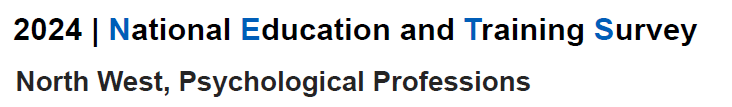 2024 | National Education and Training Survey
North West, Psychological Professions